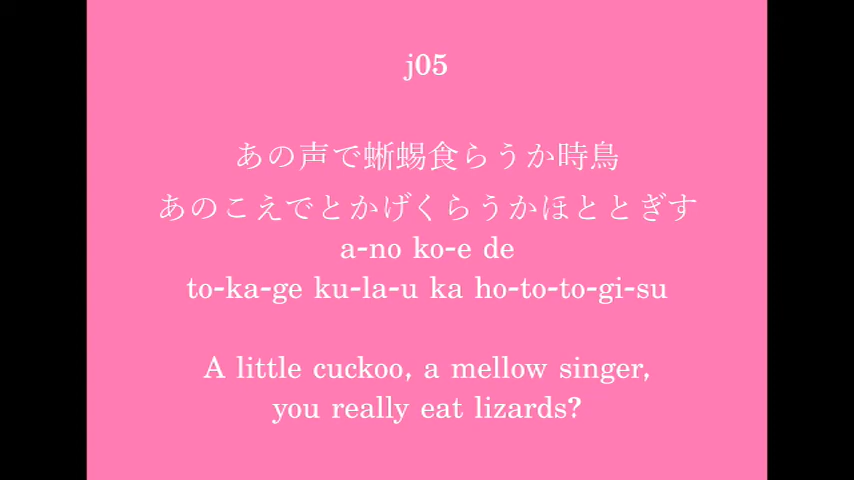 j05
あの声で蜥蜴食らうか時鳥
あのこえでとかげくらうかほととぎす
a-no ko-e de
to-ka-ge ku-la-u ka ho-to-to-gi-su
A little cuckoo, a mellow singer,
you really eat lizards?